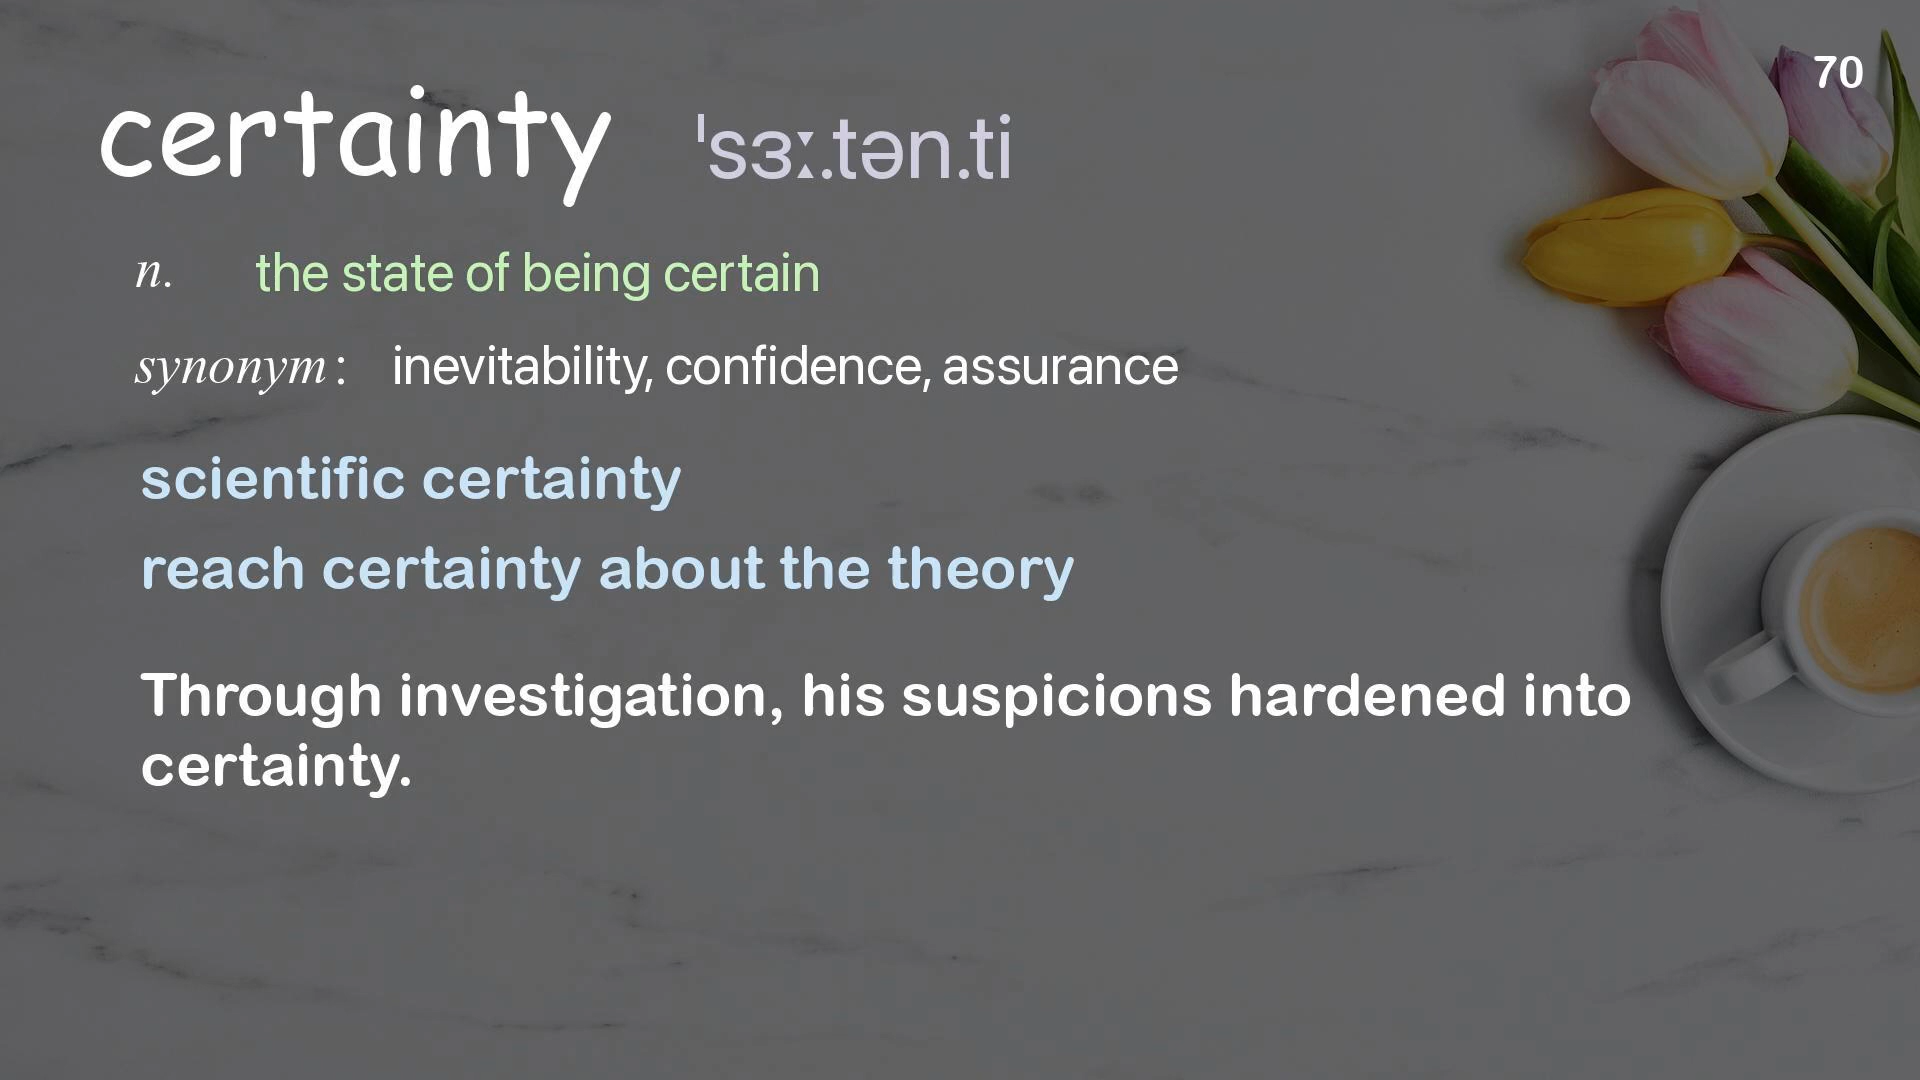 70
certainty ˈsɜː.tən.ti
n. the state of being certain
synonym : inevitability, confidence, assurance
scientific certainty
reach certainty about the theory
Through investigation, his suspicions hardened into
certainty.